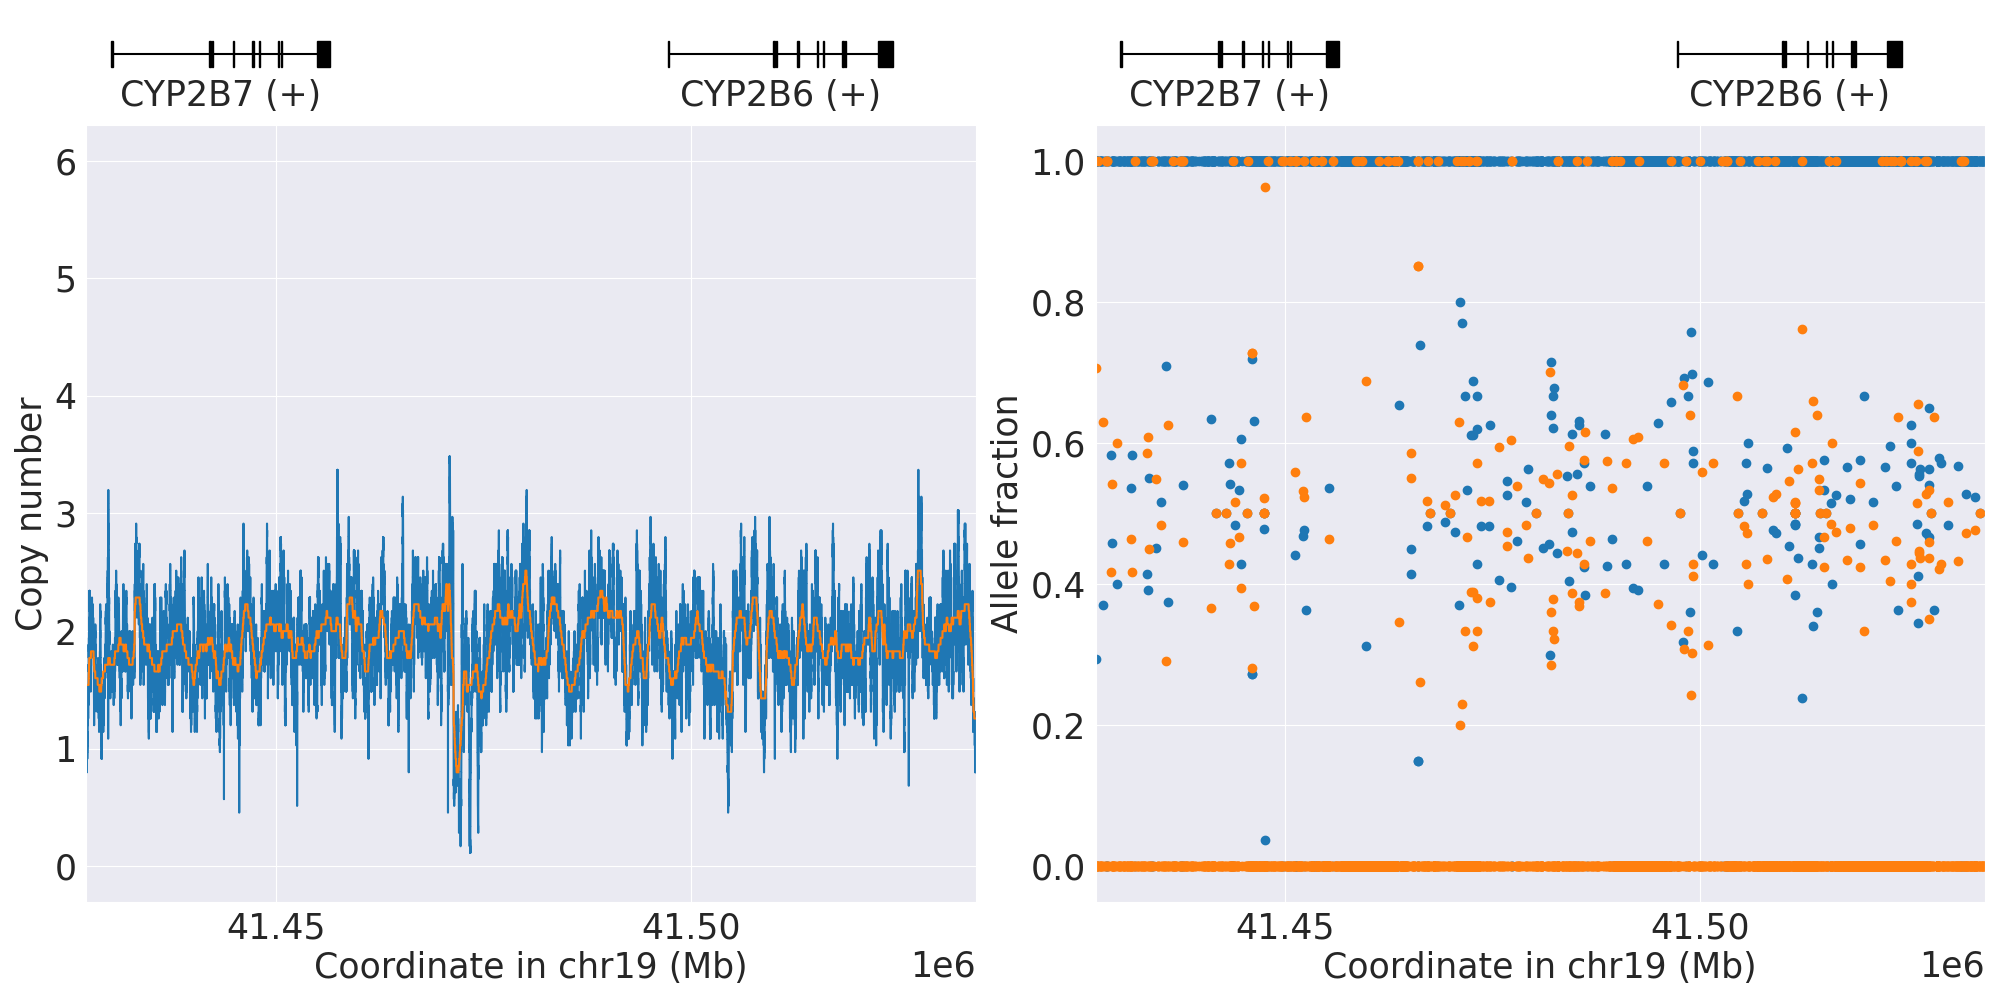 CYP2B7 (+) CYP2B6 (+)
Copy number
6
5
4
3
2
1
0
41.45 41.50
Coordinate in chr19 (Mb) 1e6
CYP2B7 (+) CYP2B6 (+)
Allele fraction
1.0
0.8
0.6
0.4
0.2
0.0
41.45 41.50
Coordinate in chr19 (Mb) 1e6